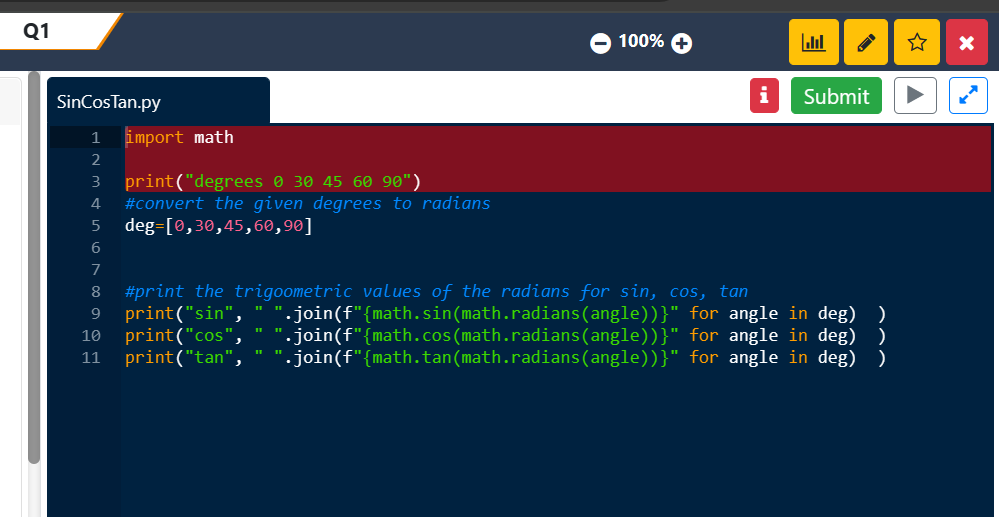 Q1
100%
SinCosTan.py
Submit
1 import math
2
3 print("degrees 0 30 45 60 90")
4 #convert the given degrees to radians
5 deg=[0,30,45,60,90]
6
7
8 #print the trigoometric values of the radians for sin, cos, tan
9 print("sin", " ".join(f"{math.sin(math.radians(angle))}" for angle in deg)  )
10 print("cos", " ".join(f"{math.cos(math.radians(angle))}" for angle in deg)  )
11 print("tan", " ".join(f"{math.tan(math.radians(angle))}" for angle in deg)  )